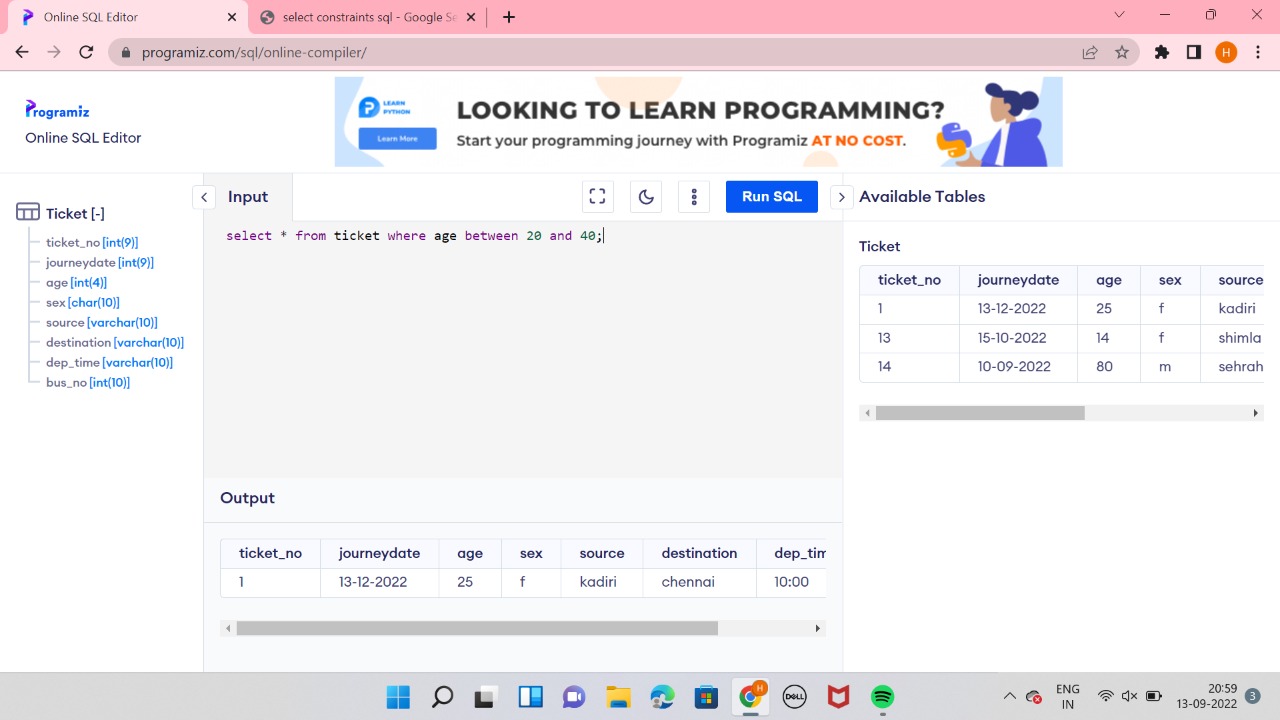 Online SQL Editor
select constraints sql - Google Se
programiz.com/sql/online-compiler/
H
Programiz
Online SQL Editor
LEARN
PYTHON
Learn More
LOOKING TO LEARN PROGRAMMING?
Start your programming journey with Programiz AT NO COST.
Ticket [-]
ticket_no [int(9)]
journeydate [int(9)]
age [int(4)]
sex [char(10)]
source [varchar(10)]
destination [varchar(10)]
dep_time [varchar(10)]
bus_no [int(10)]
Input
Run SQL
select * from ticket where age between 20 and 40;
Output
ticket_no journeydate age sex source destination dep_tim
1 13-12-2022 25 f kadiri chennai 10:00
Available Tables
Ticket
ticket_no journeydate age sex source
1 13-12-2022 25 f kadiri
13 15-10-2022 14 f shimla
14 10-09-2022 80 m sehrah
H
DELL
ENG
IN
20:59
13-09-2022
3